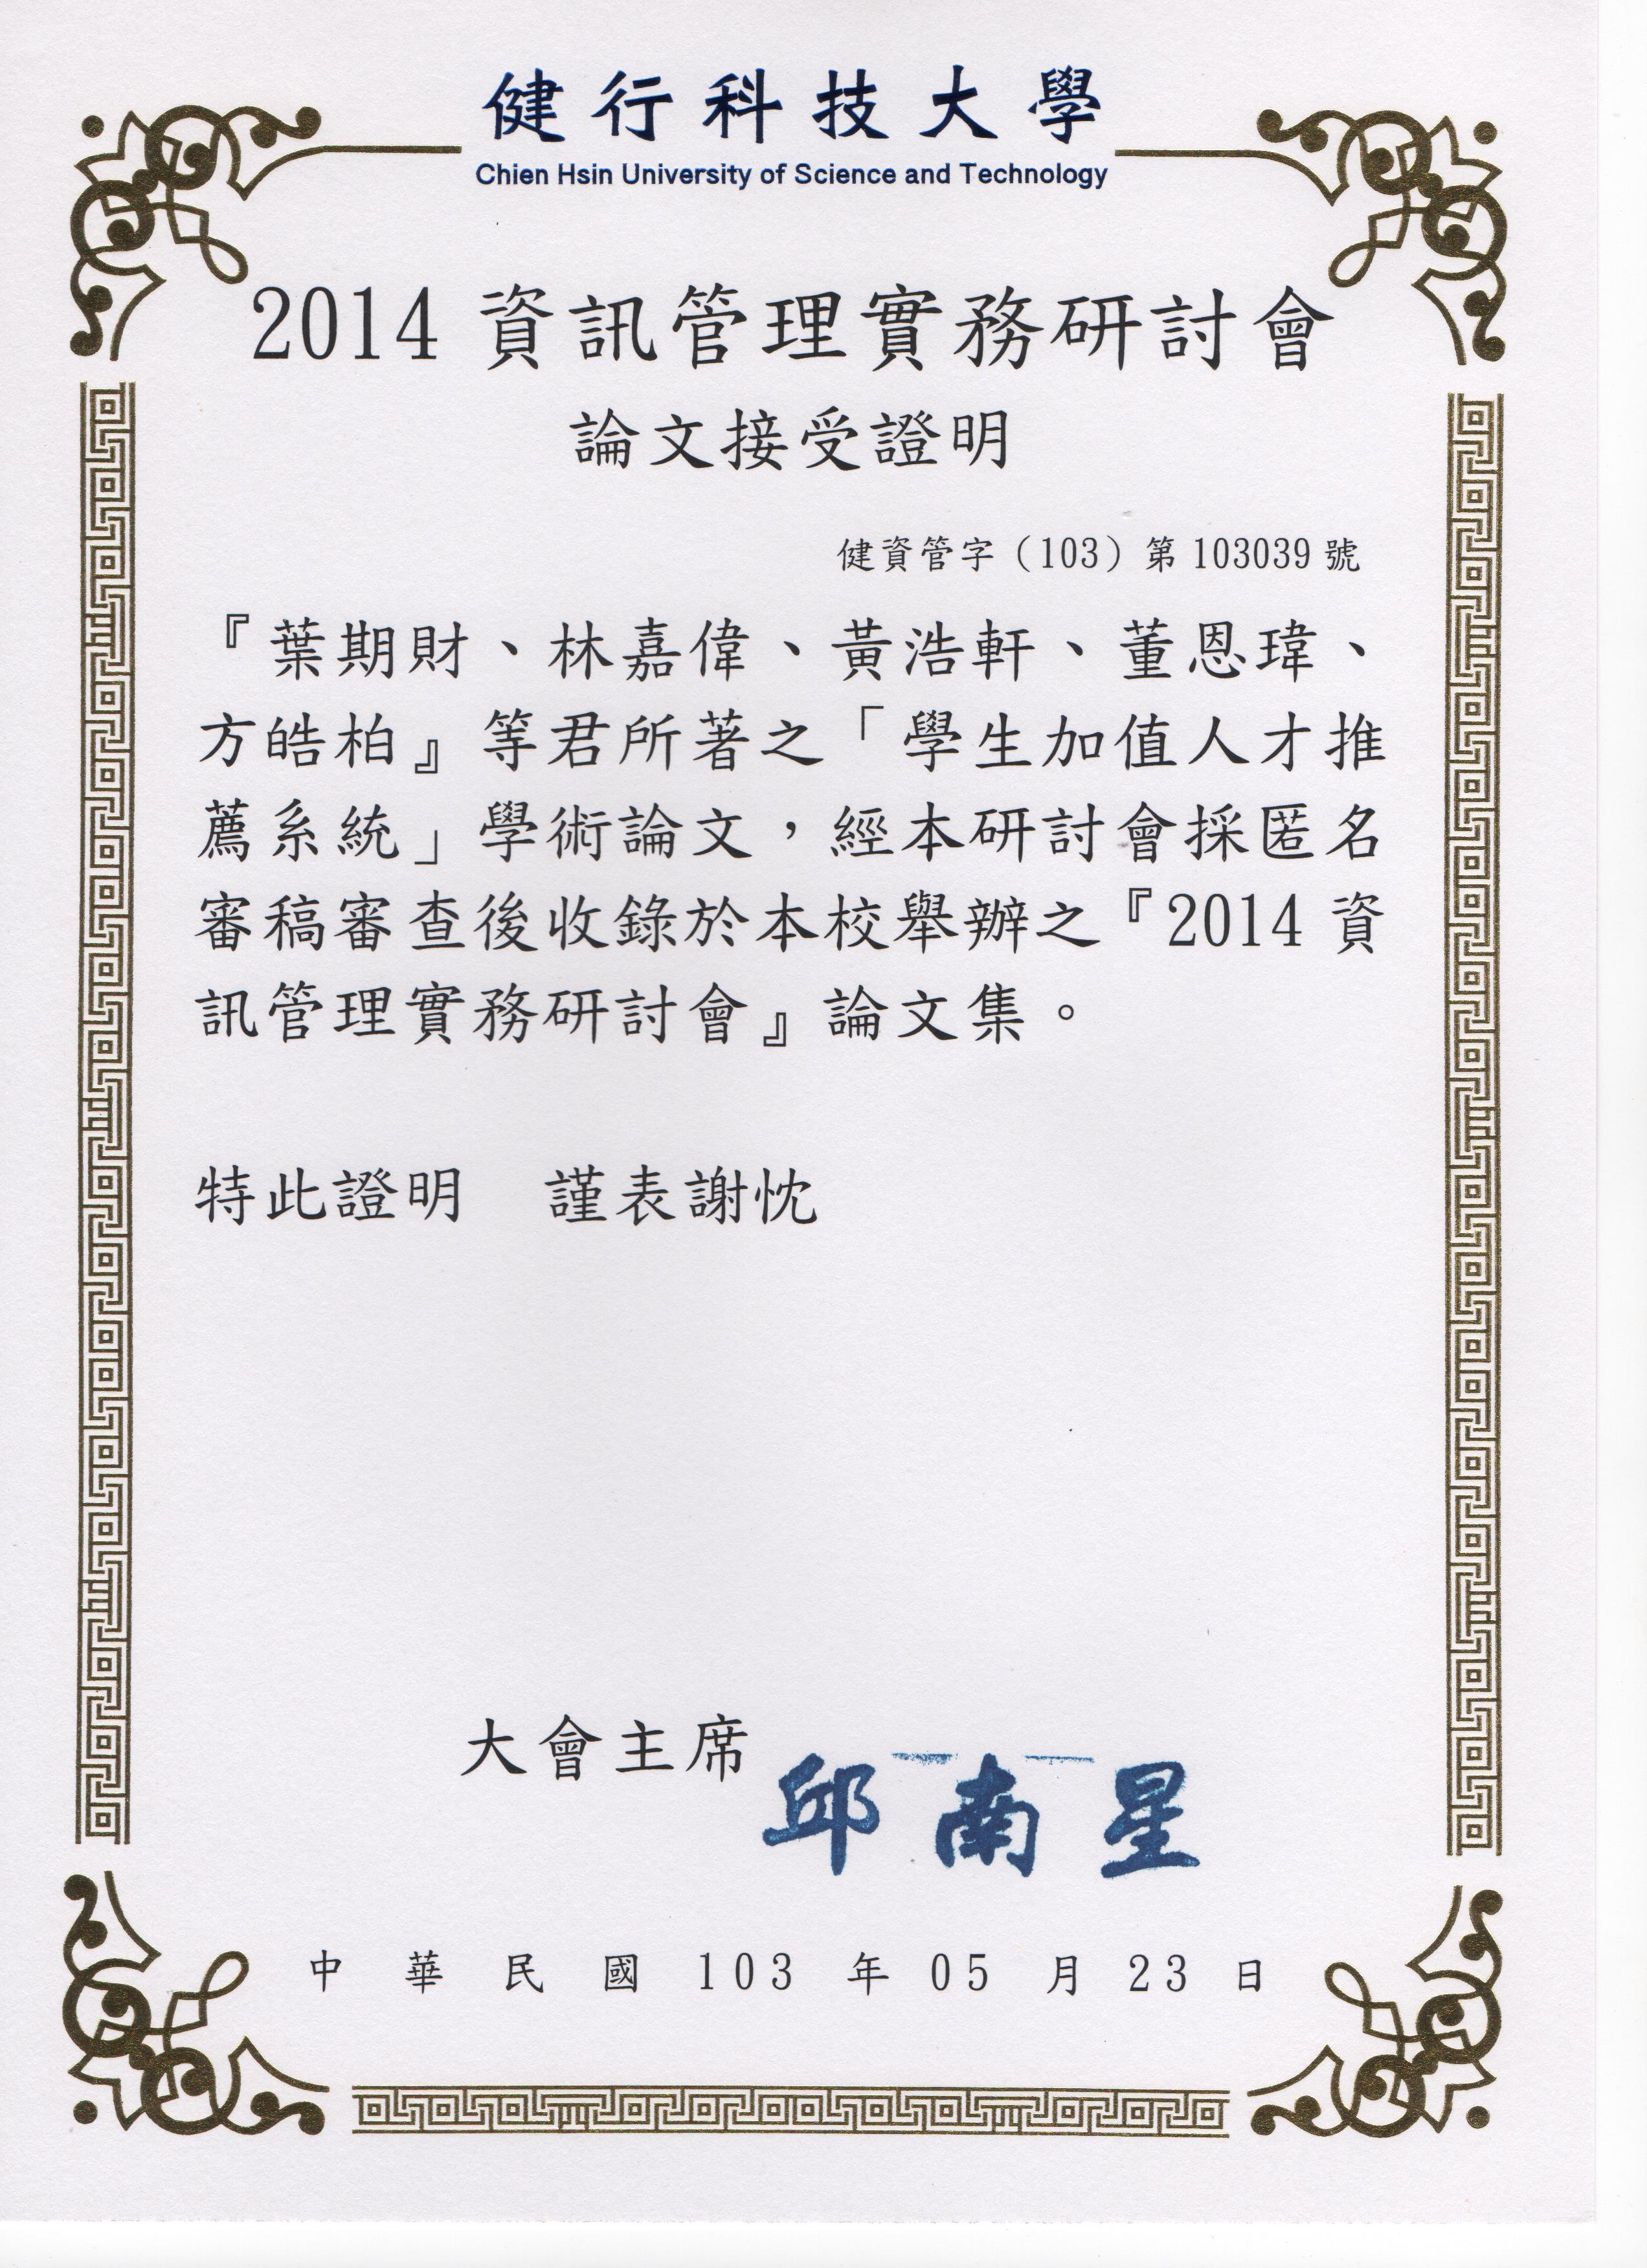 健行科技大學
Chien Hsin University of Science and Technology
2014 資訊管理實務研討會
論文接受證明
健資管字（103）第 103039 號
『葉期財、林嘉偉、黃浩軒、董恩瑋、
方皓柏』等君所著之「學生加值人才推
薦系統」學術論文，經本研討會採匿名
審稿審查後收錄於本校舉辦之『2014 資
訊管理實務研討會』論文集。
特此證明　謹表謝忱
大會主席 邱南星
中華民國 103 年 05 月 23 日